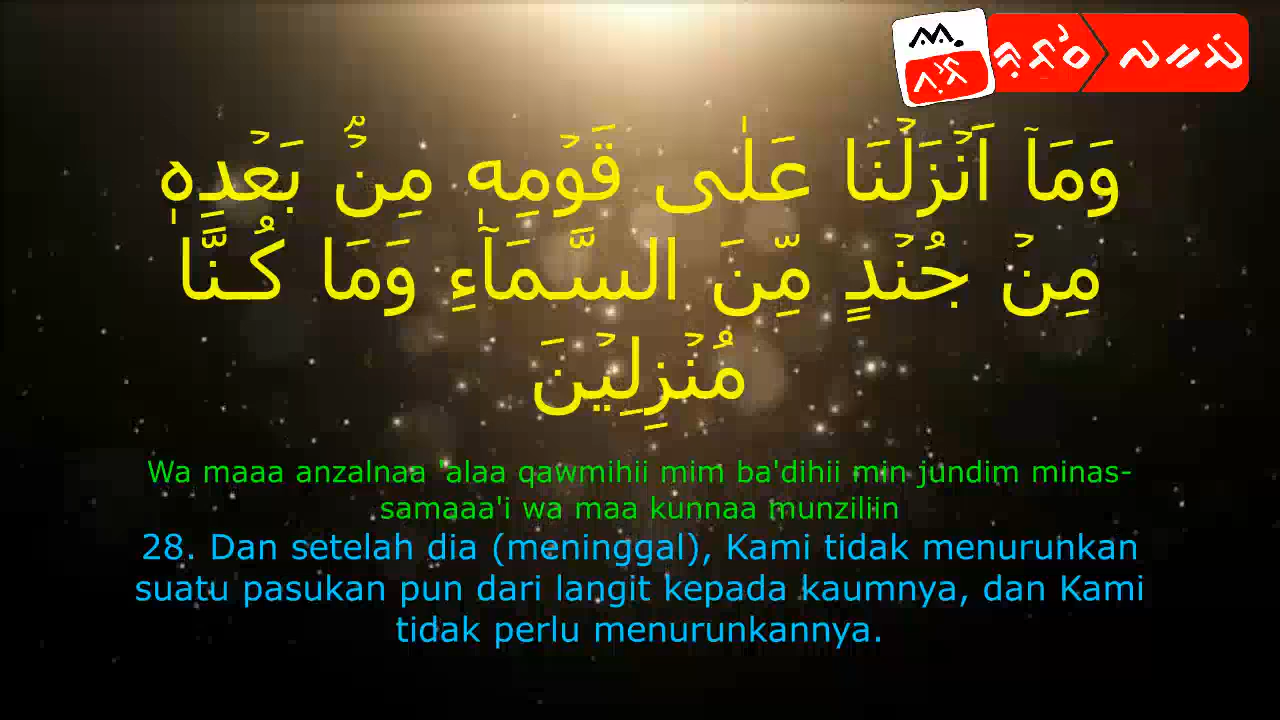 وَمَاۤ اَنۡزَلۡنَا عَلٰى قَوۡمِهٖ مِنۡۢ بَعۡدِهٖ
مِنۡ جُنۡدٍ مِّنَ السَّمَآءِ وَمَا كُـنَّا
مُنۡزِلِيۡنَ
Wa maaa anzalnaa 'alaa qawmihii mim ba'dihii min jundim minas-
samaaa'i wa maa kunnaa munziliin
28. Dan setelah dia (meninggal), Kami tidak menurunkan
suatu pasukan pun dari langit kepada kaumnya, dan Kami
tidak perlu menurunkannya.